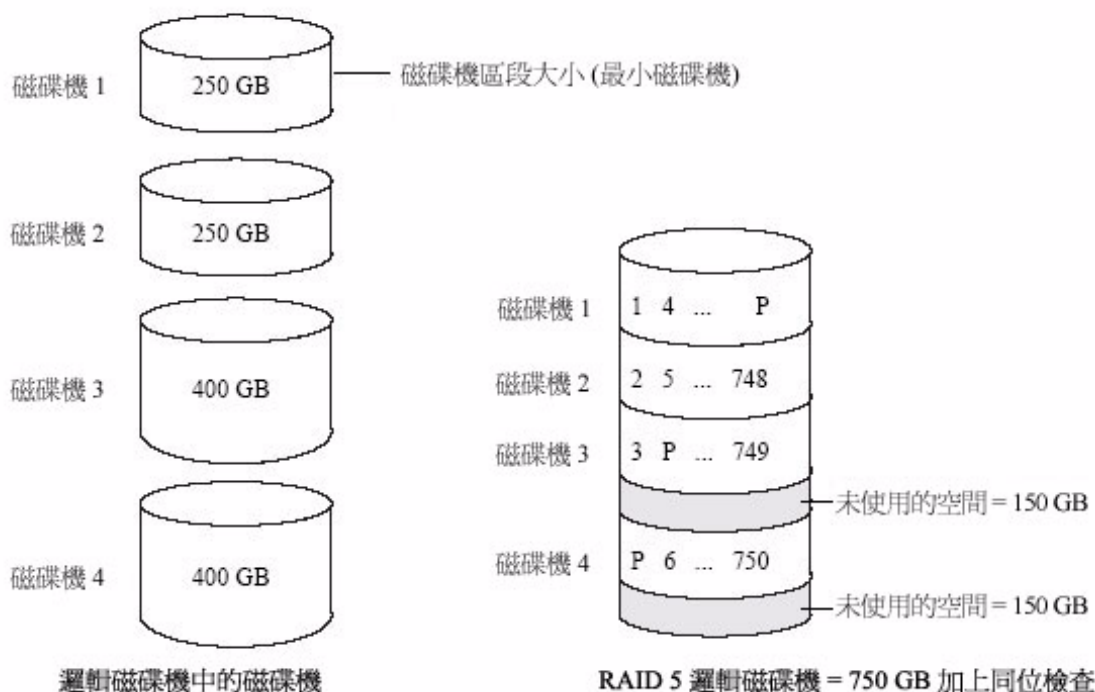 磁碟機 1
250 GB
磁碟機區段大小 (最小磁碟機)
磁碟機 2
250 GB
磁碟機 3
400 GB
磁碟機 4
400 GB
邏輯磁碟機中的磁碟機
磁碟機 1
1 4 ... P
磁碟機 2
2 5 ... 748
磁碟機 3
3 P ... 749
未使用的空間 = 150 GB
磁碟機 4
P 6 ... 750
未使用的空間 = 150 GB
RAID 5 邏輯磁碟機 = 750 GB 加上同位檢查